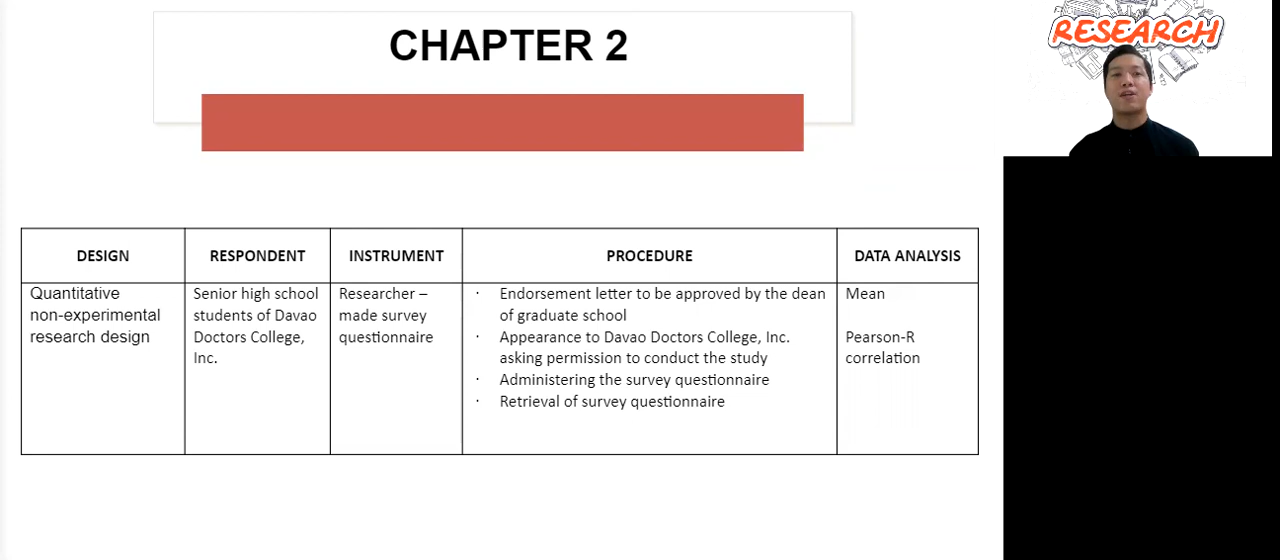 CHAPTER 2
RESEARCH
DESIGN
RESPONDENT
INSTRUMENT
PROCEDURE
DATA ANALYSIS
Quantitative
non-experimental
research design
Senior high school
students of Davao
Doctors College,
Inc.
Researcher –
made survey
questionnaire
· Endorsement letter to be approved by the dean
of graduate school
· Appearance to Davao Doctors College, Inc.
asking permission to conduct the study
· Administering the survey questionnaire
· Retrieval of survey questionnaire
Mean
Pearson-R
correlation